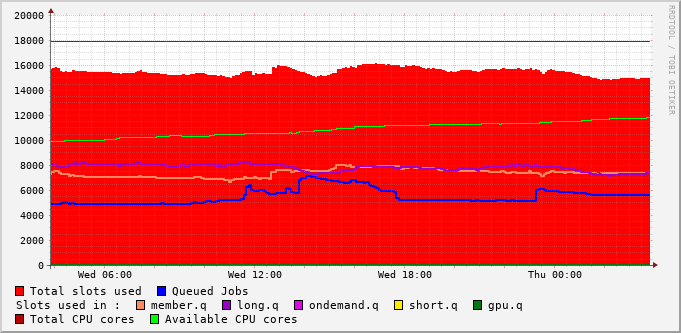 20000
18000
16000
14000
12000
10000
8000
6000
4000
2000
0
Wed 06:00 Wed 12:00 Wed 18:00 Thu 00:00
RRDTOOL / TOBI OETIKER
Total slots used Queued Jobs
Slots used in : member.q long.q ondemand.q short.q gpu.q
Total CPU cores Available CPU cores